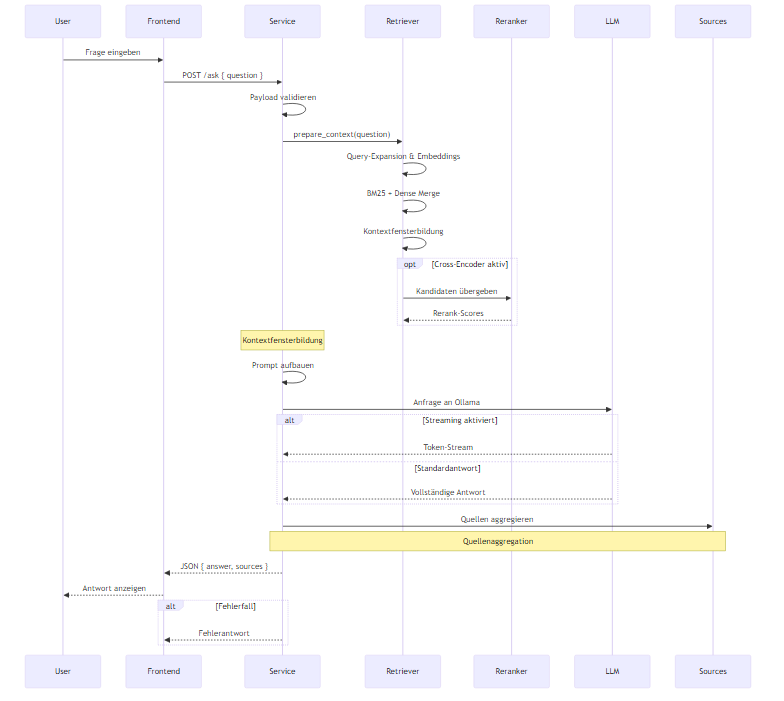 User
Frontend
Service
Retriever
Reranker
LLM
Sources
Frage eingeben
POST /ask { question }
Payload validieren
prepare_context(question)
Query-Expansion & Embeddings
BM25 + Dense Merge
Kontextfensterbildung
opt
[Cross-Encoder aktiv]
Kandidaten übergeben
Rerank-Scores
Kontextfensterbildung
Prompt aufbauen
Anfrage an Ollama
alt
[Streaming aktiviert]
Token-Stream
[Standardantwort]
Vollständige Antwort
Quellen aggregieren
Quellenaggregation
JSON { answer, sources }
Antwort anzeigen
alt
[Fehlerfall]
Fehlerantwort
User
Frontend
Service
Retriever
Reranker
LLM
Sources